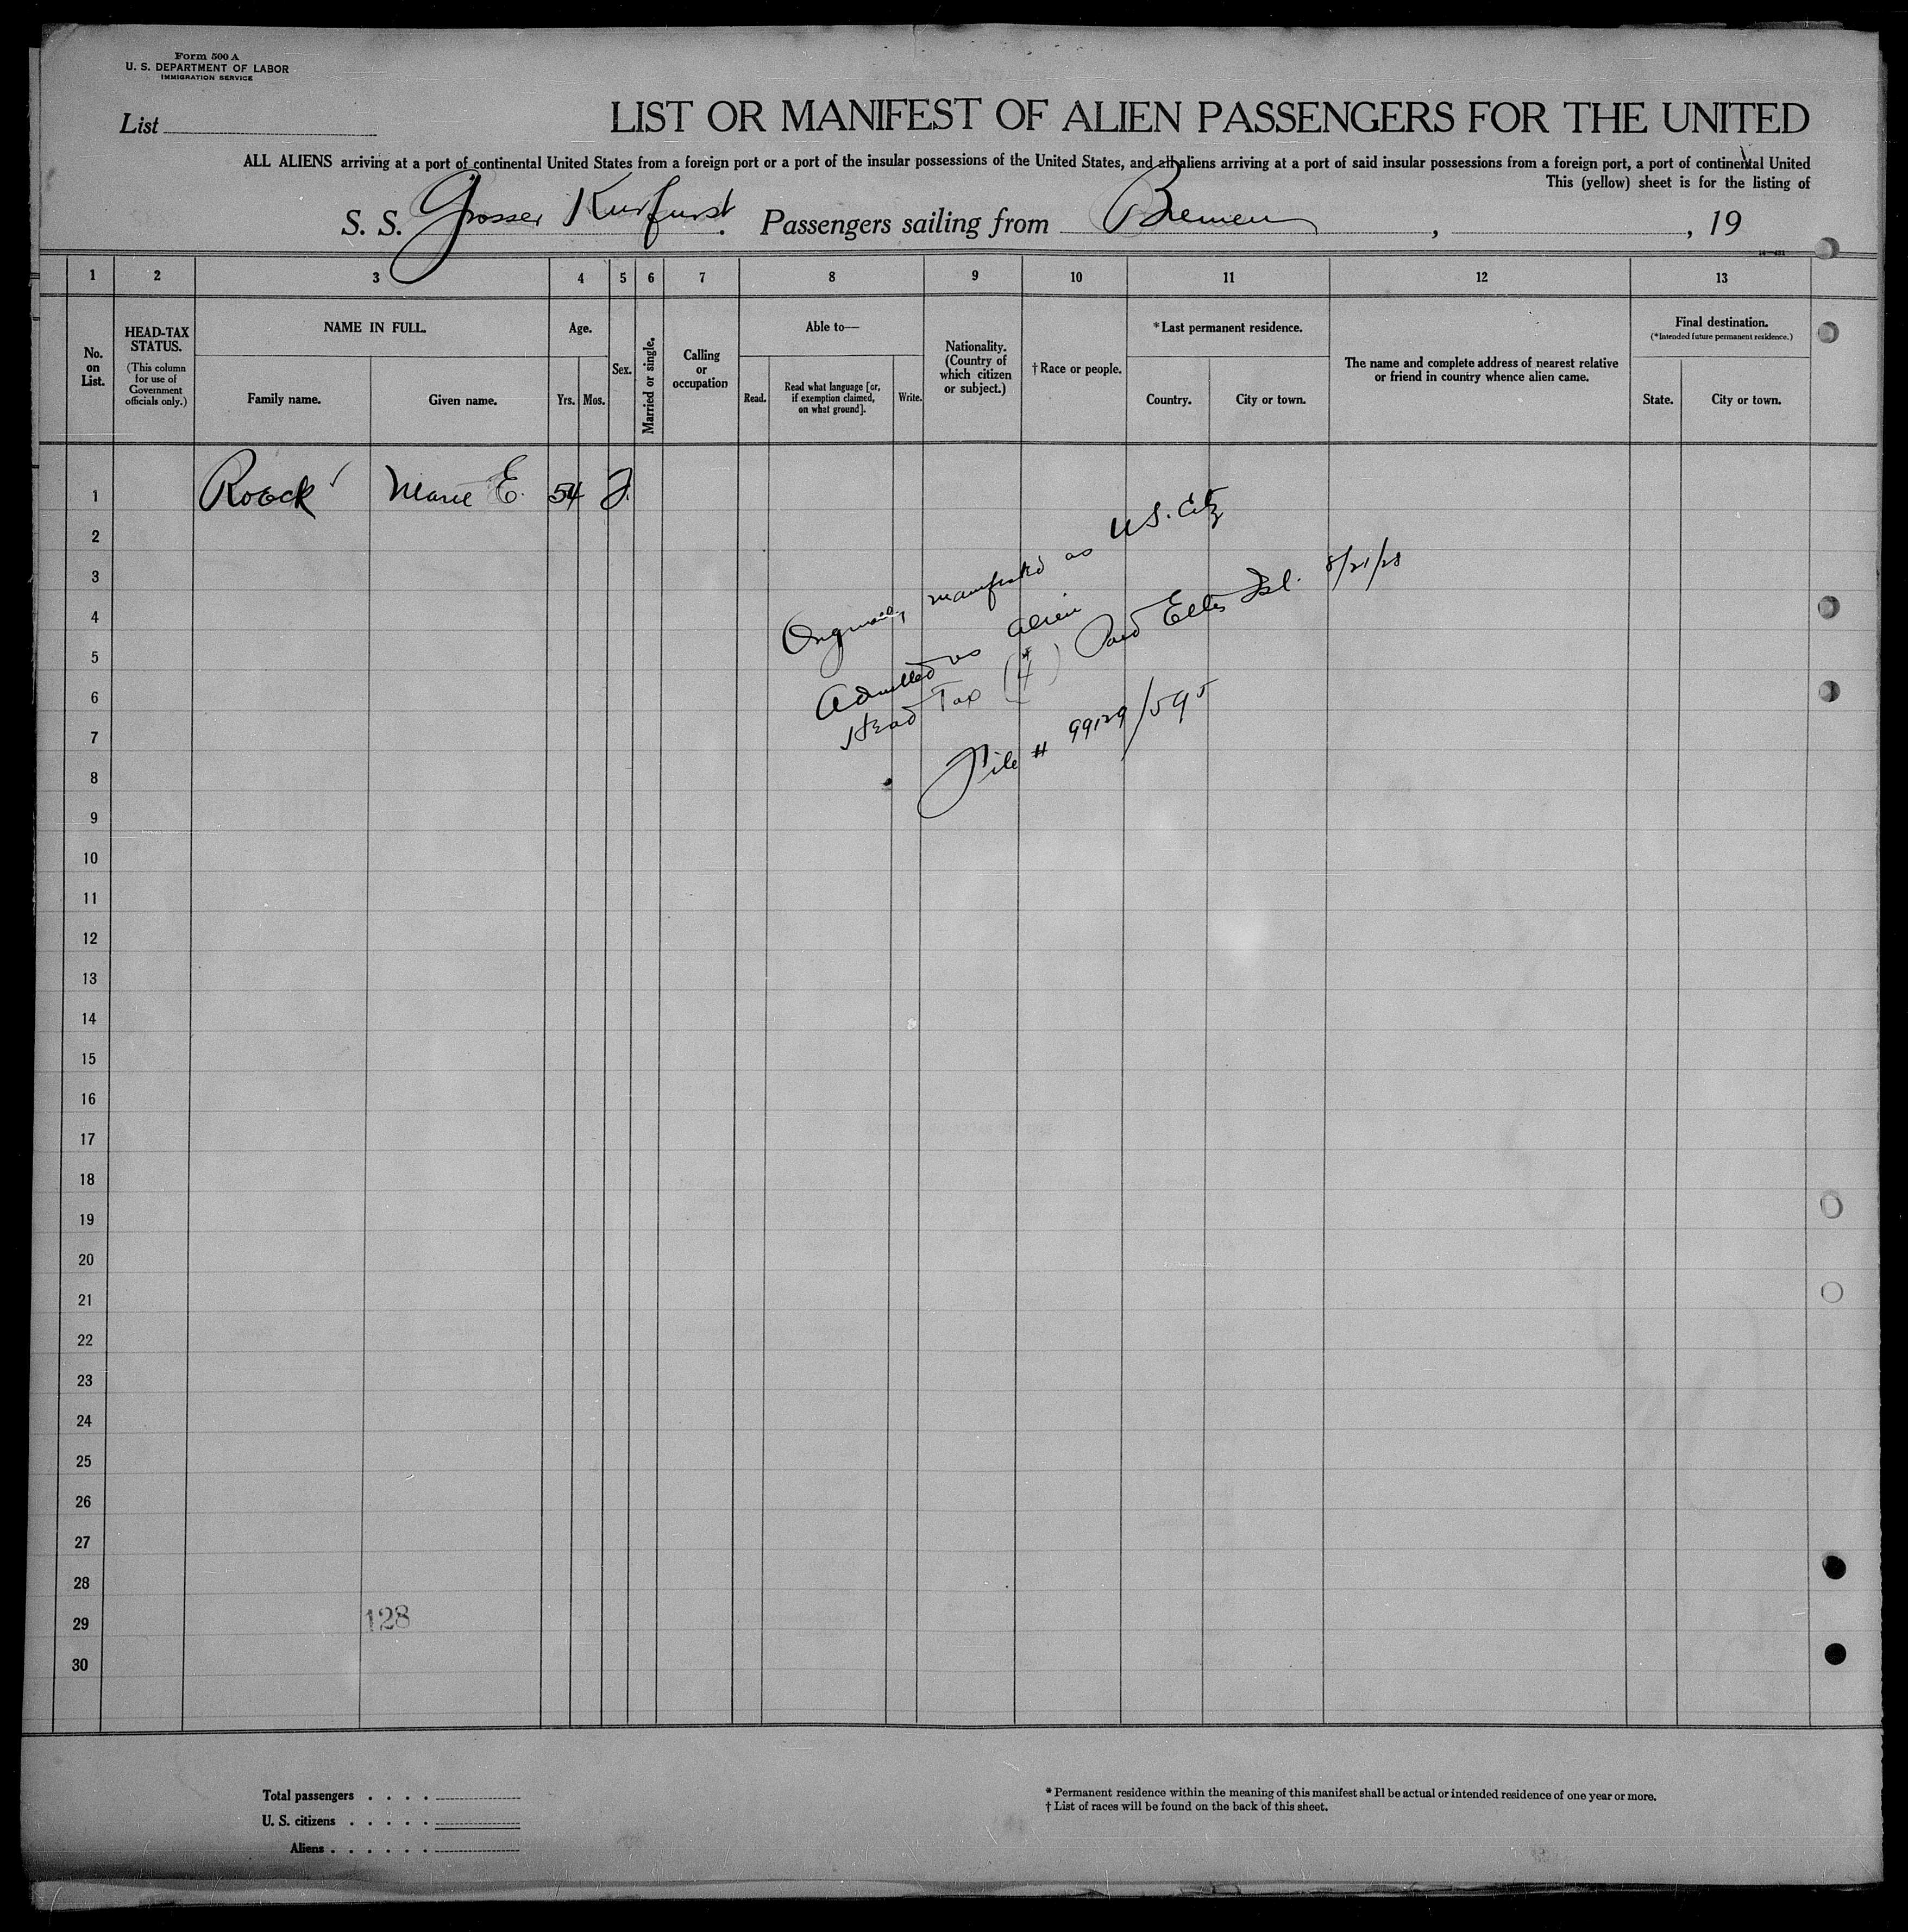 Form 500 A
U. S. DEPARTMENT OF LABOR
IMMIGRATION SERVICE
List
LIST OR MANIFEST OF ALIEN PASSENGERS FOR THE UNITED
ALL ALIENS arriving at a port of continental United States from a foreign port or a port of the insular possessions of the United States, and all aliens arriving at a port of said insular possessions from a foreign port, a port of continental United
This (yellow) sheet is for the listing of
S. S. Grosser Kurfurst. Passengers sailing from Bremen, , 19
1 2 3 4 5 6 7 8 9 10 11 12 13
No. on List.
HEAD-TAX STATUS.
(This column for use of Government officials only.)
NAME IN FULL.
Family name. Given name.
Age.
Yrs. Mos.
Sex.
Married or single.
Calling or occupation
Able to—
Read. Read what language [or, if exemption claimed, on what ground]. Write.
Nationality. (Country of which citizen or subject.)
†Race or people.
*Last permanent residence.
Country. City or town.
The name and complete address of nearest relative or friend in country whence alien came.
Final destination.
(*Intended future permanent residence.)
State. City or town.
1 Roeck Marie E. 54 F.
2
3
4
5
6
7
8
9
10
11
12
13
14
15
16
17
18
19
20
21
22
23
24
25
26
27
28
29
30
Originally manifested as U.S. Citz
Admitted as alien
Head Tax (4) Paid Ellis Isl. 8/21/28
File # 99129/595
128
Total passengers . . . .
U. S. citizens . . . . .
Aliens . . . . . .
* Permanent residence within the meaning of this manifest shall be actual or intended residence of one year or more.
† List of races will be found on the back of this sheet.